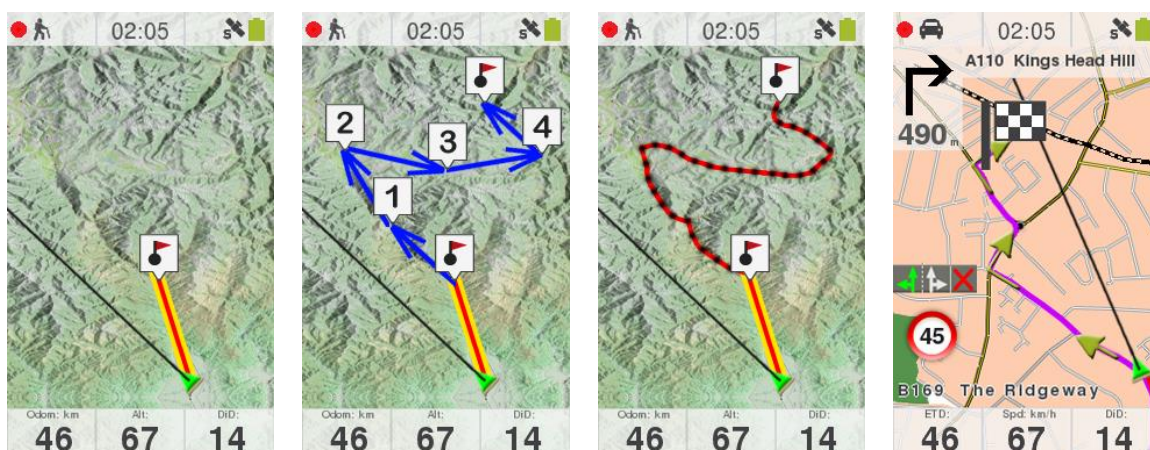 02:05
Odom: km Alt: DiD:
46 67 14
02:05
2
3
4
1
Odom: km Alt: DiD:
46 67 14
02:05
Odom: km Alt: DiD:
46 67 14
02:05
A110 Kings Head Hill
490 m
45
B169 The Ridgeway
ETD: Spd: km/h DiD:
46 67 14